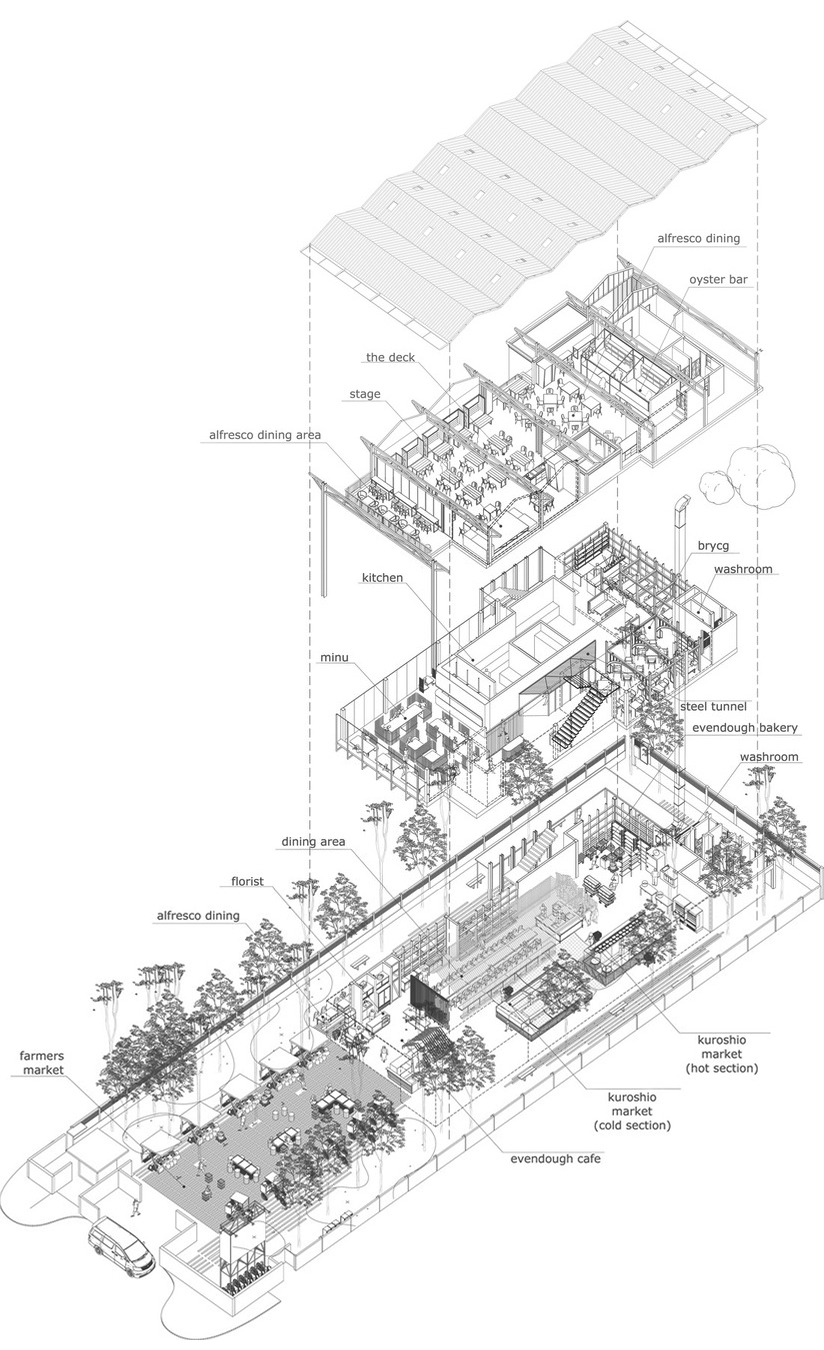 alfresco dining
oyster bar
the deck
stage
alfresco dining area
brycg
washroom
kitchen
minu
steel tunnel
evendough bakery
washroom
dining area
florist
alfresco dining
farmers
market
kuroshio
market
(hot section)
kuroshio
market
(cold section)
evendough cafe